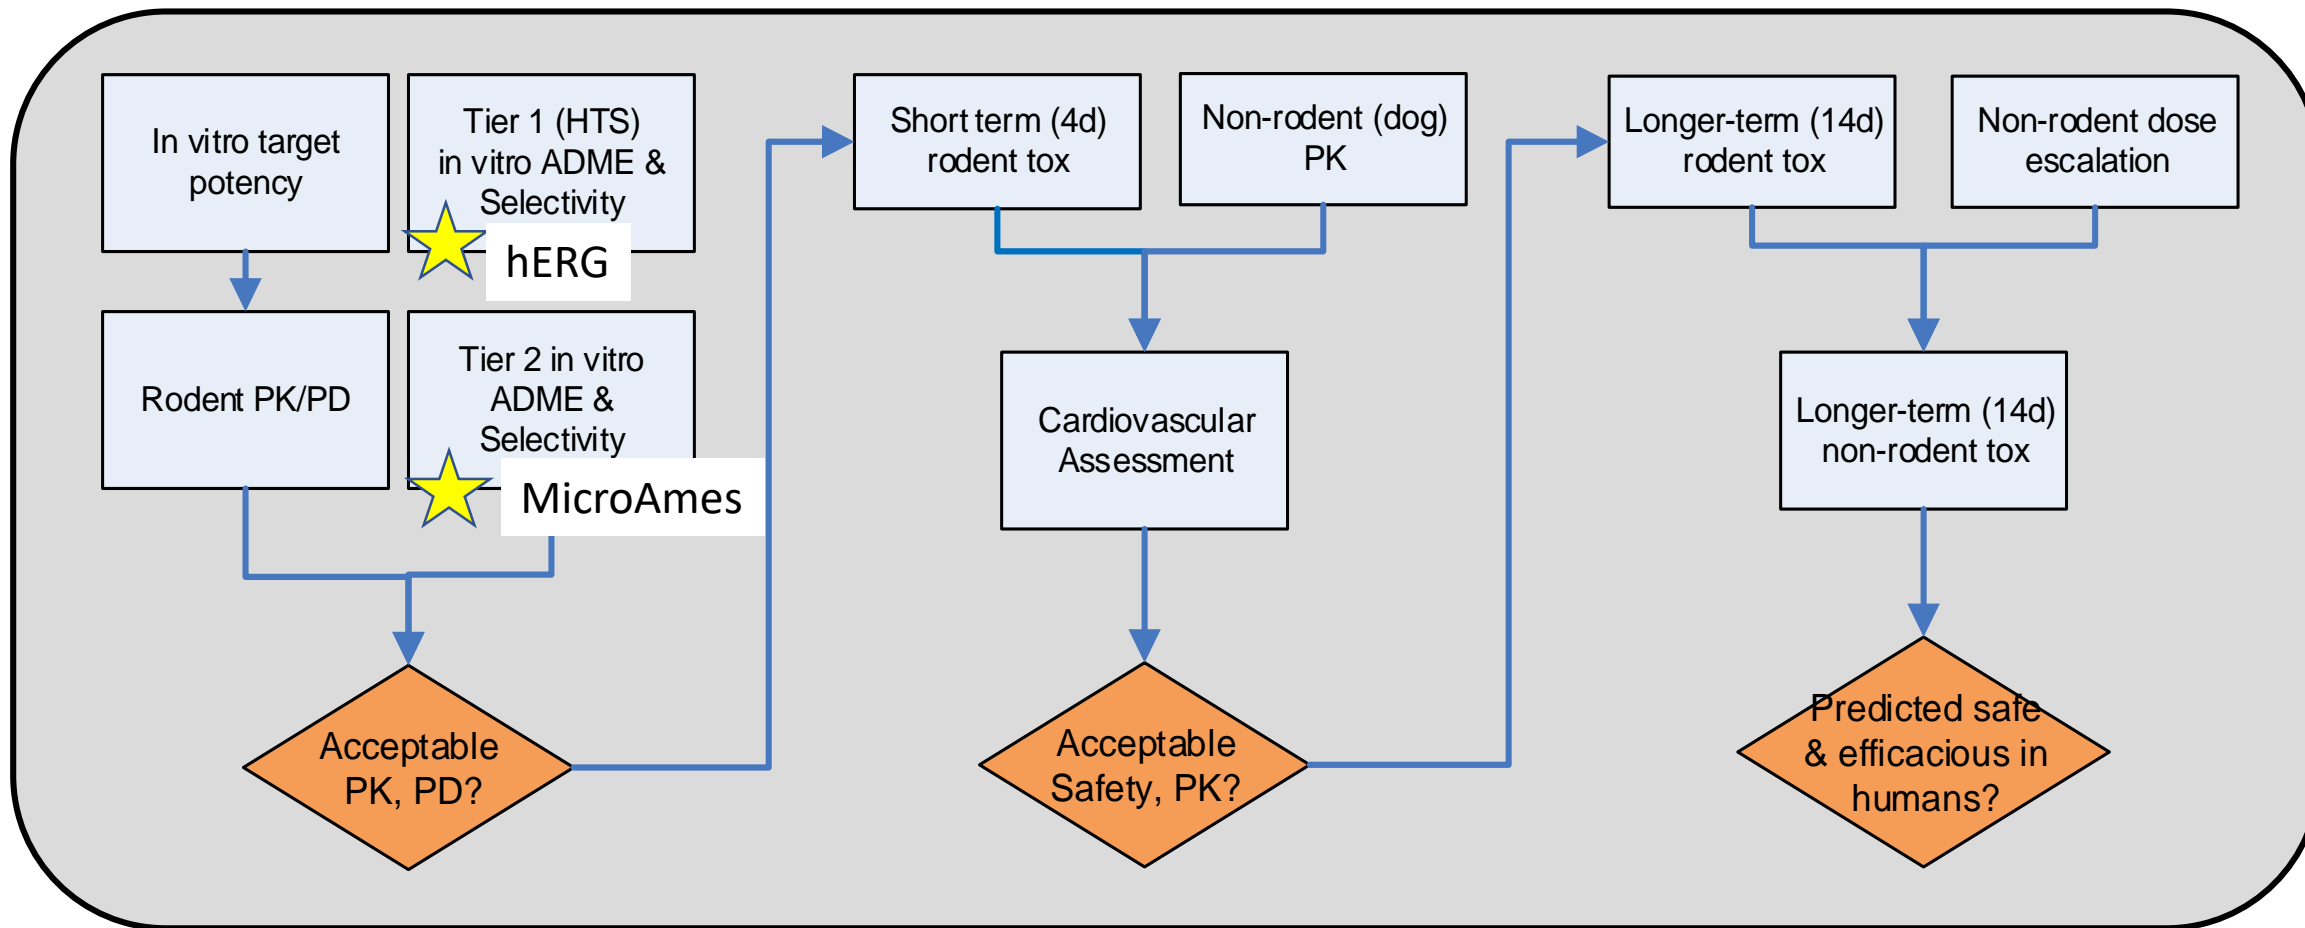 In vitro target
potency
Tier 1 (HTS)
in vitro ADME &
Selectivity
hERG
Rodent PK/PD
Tier 2 in vitro
ADME &
Selectivity
MicroAmes
Acceptable
PK, PD?
Short term (4d)
rodent tox
Non-rodent (dog)
PK
Cardiovascular
Assessment
Acceptable
Safety, PK?
Longer-term (14d)
rodent tox
Non-rodent dose
escalation
Longer-term (14d)
non-rodent tox
Predicted safe
& efficacious in
humans?